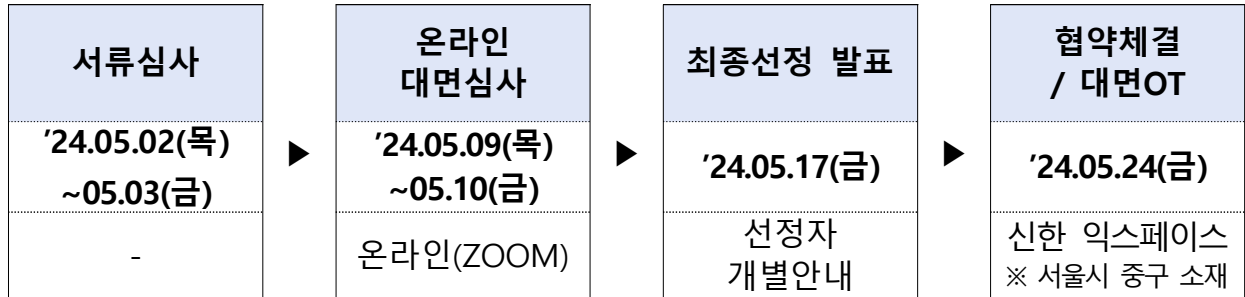 서류심사
'24.05.02(목)
~05.03(금)
-
▶
온라인
대면심사
'24.05.09(목)
~05.10(금)
온라인(ZOOM)
▶
최종선정 발표
'24.05.17(금)
선정자
개별안내
▶
협약체결
/ 대면OT
'24.05.24(금)
신한 익스페이스
※ 서울시 중구 소재